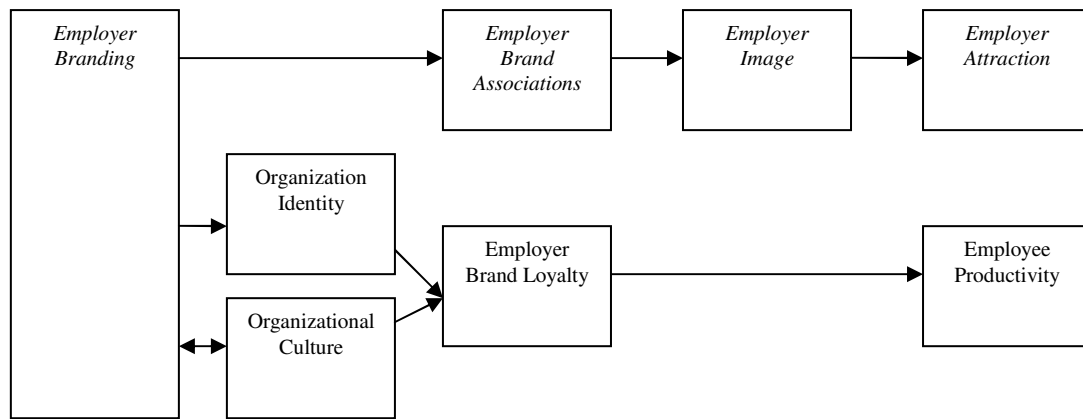 Employer
Branding
Employer
Brand
Associations
Employer
Image
Employer
Attraction
Organization
Identity
Employer
Brand Loyalty
Employee
Productivity
Organizational
Culture